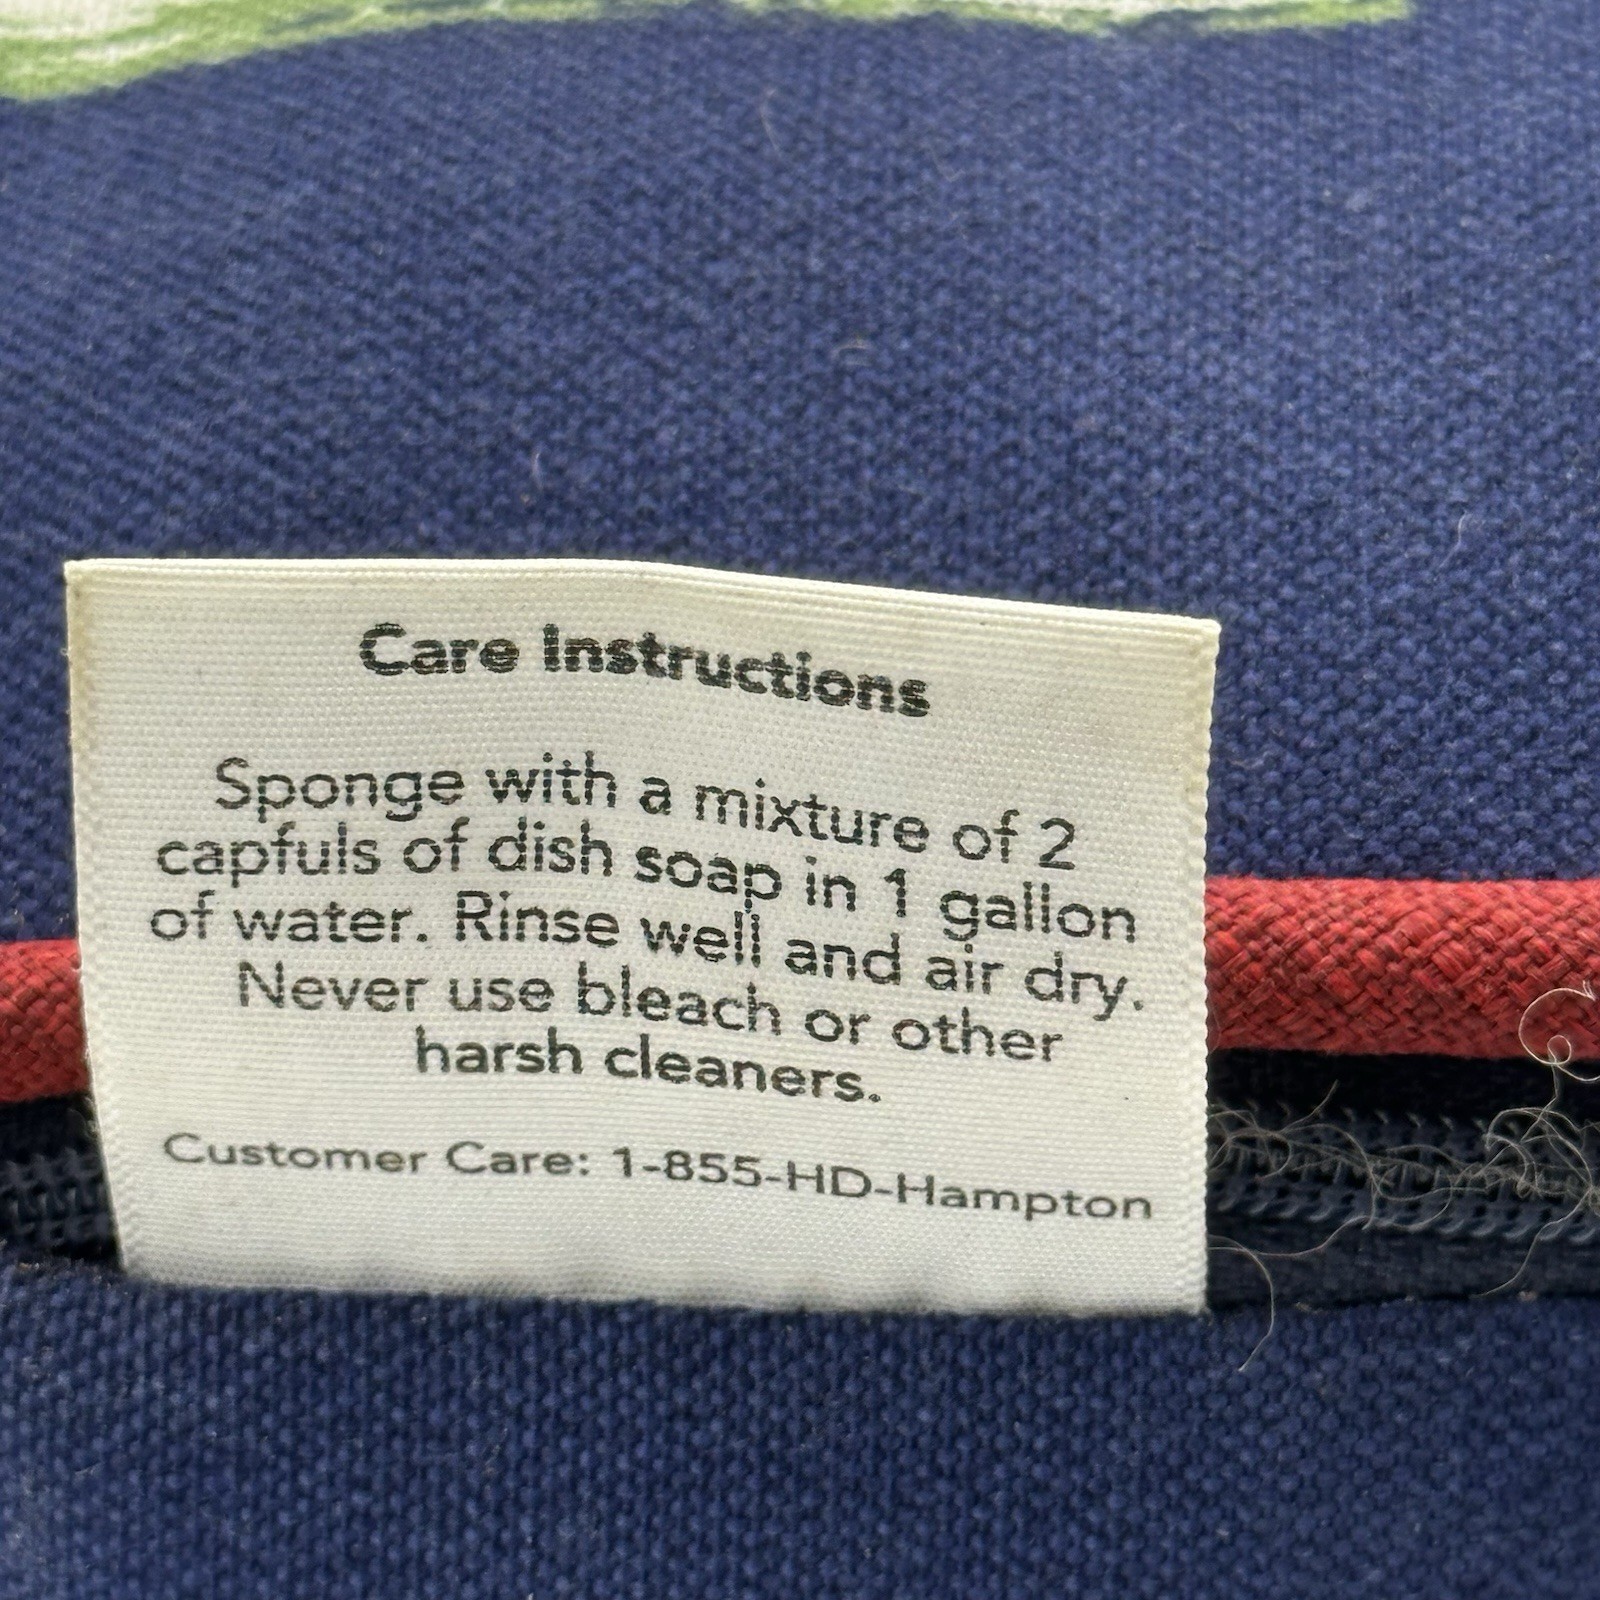 Care Instructions
Sponge with a mixture of 2
capfuls of dish soap in 1 gallon
of water. Rinse well and air dry.
Never use bleach or other
harsh cleaners.
Customer Care: 1-855-HD-Hampton